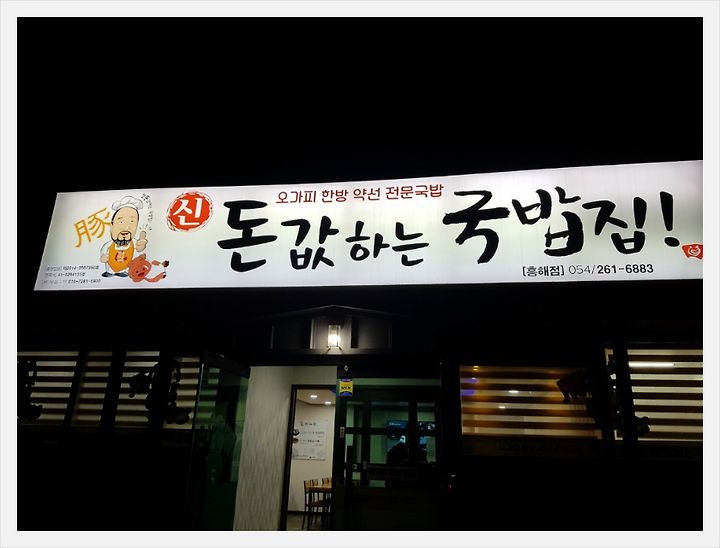 豚
신
오가피 한방 약선 전문국밥
돈값하는 국밥집!
[흥해점] 054/261-6883